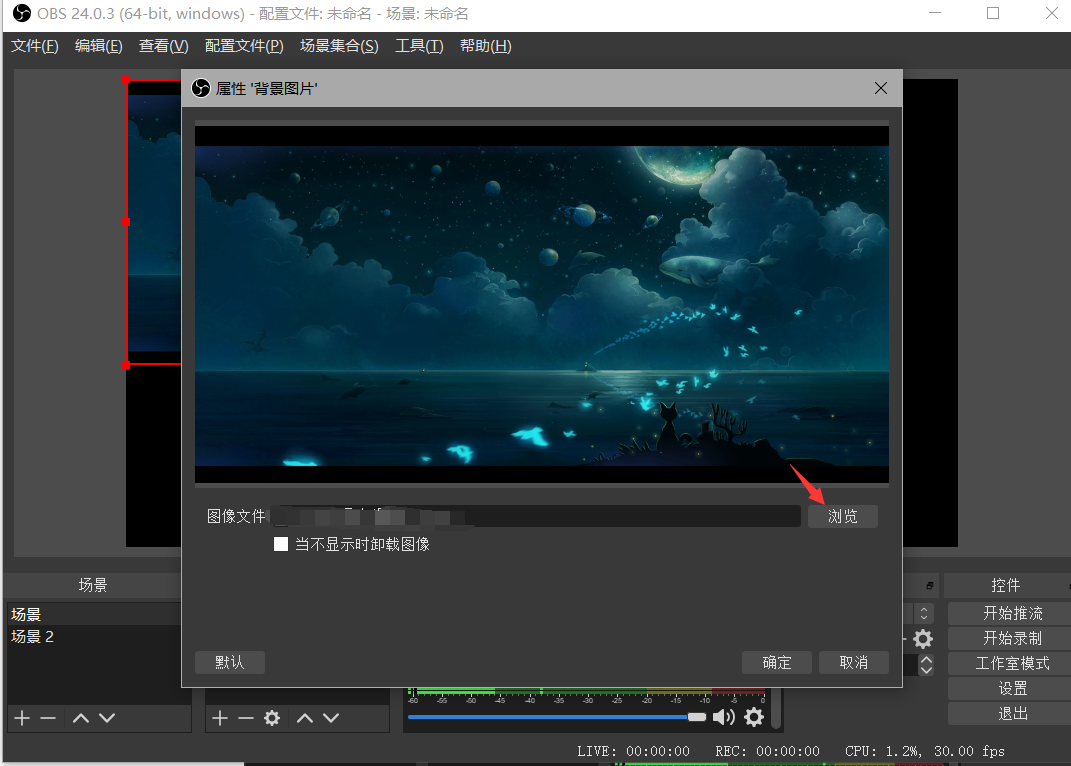 OBS 24.0.3 (64-bit, windows) - 配置文件: 未命名 - 场景: 未命名
文件(F) 编辑(E) 查看(V) 配置文件(P) 场景集合(S) 工具(T) 帮助(H)
属性 '背景图片'
图像文件 浏览
当不显示时卸载图像
场景 控件
场景
场景 2
开始推流
开始录制
工作室模式
设置
退出
默认 确定 取消
-60 -55 -50 -45 -40 -35 -30 -25 -20 -15 -10 -5 0
LIVE: 00:00:00 REC: 00:00:00 CPU: 1.2%, 30.00 fps